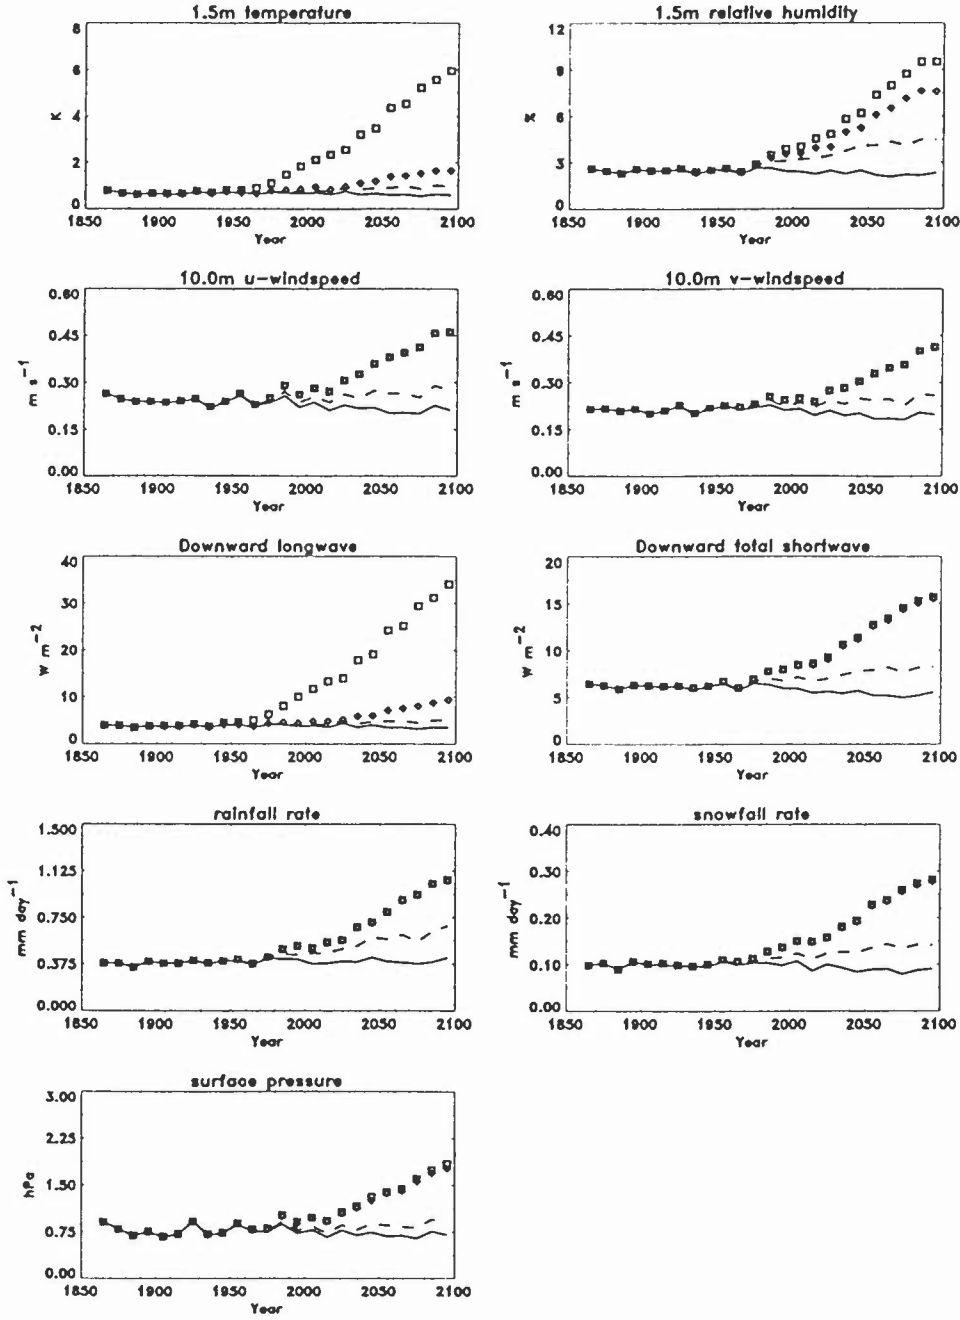 1.5m temperature
8
6
4
2
0
K
1850 1900 1950 2000 2050 2100
Year
1.5m relative humidity
12
9
6
3
0
%
1850 1900 1950 2000 2050 2100
Year
10.0m u-windspeed
0.60
0.45
0.30
0.15
0.00
m s-1
1850 1900 1950 2000 2050 2100
Year
10.0m v-windspeed
0.60
0.45
0.30
0.15
0.00
m s-1
1850 1900 1950 2000 2050 2100
Year
Downward longwave
40
30
20
10
0
W m-2
1850 1900 1950 2000 2050 2100
Year
Downward total shortwave
20
15
10
5
0
W m-2
1850 1900 1950 2000 2050 2100
Year
rainfall rate
1.500
1.125
0.750
0.375
0.000
mm day-1
1850 1900 1950 2000 2050 2100
Year
snowfall rate
0.40
0.30
0.20
0.10
0.00
mm day-1
1850 1900 1950 2000 2050 2100
Year
surface pressure
3.00
2.25
1.50
0.75
0.00
hPa
1850 1900 1950 2000 2050 2100
Year